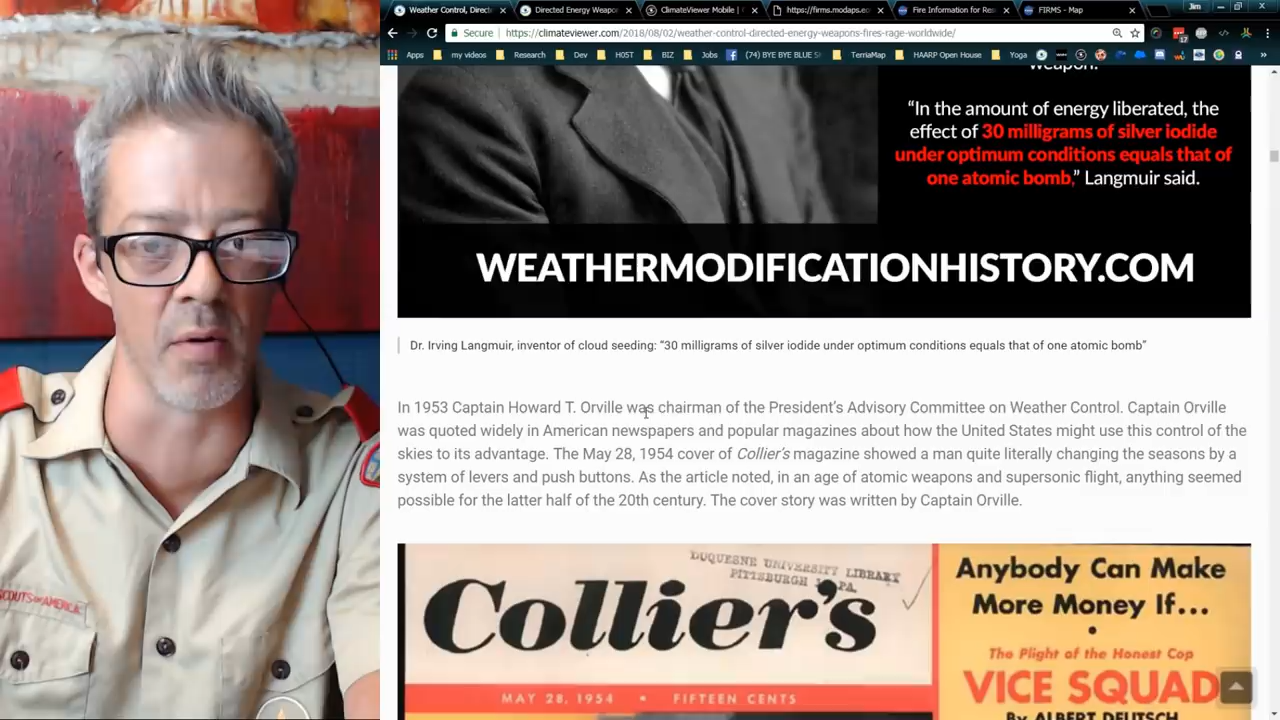 Weather Control, Direct
Directed Energy Weapon
ClimateViewer Mobile |
https://firms.modaps.eo
Fire Information for Res
FIRMS - Map
Jim
Secure
https://climateviewer.com/2018/08/02/weather-control-directed-energy-weapons-fires-rage-worldwide/
Apps
my videos
Research
Dev
H0ST
BIZ
Jobs
(74) BYE BYE BLUE S
TerriaMap
HAARP Open House
Yoga
weapon.
“In the amount of energy liberated, the
effect of 30 milligrams of silver iodide
under optimum conditions equals that of
one atomic bomb,” Langmuir said.
WEATHERMODIFICATIONHISTORY.COM
Dr. Irving Langmuir, inventor of cloud seeding: “30 milligrams of silver iodide under optimum conditions equals that of one atomic bomb”
In 1953 Captain Howard T. Orville was chairman of the President’s Advisory Committee on Weather Control. Captain Orville
was quoted widely in American newspapers and popular magazines about how the United States might use this control of the
skies to its advantage. The May 28, 1954 cover of Collier’s magazine showed a man quite literally changing the seasons by a
system of levers and push buttons. As the article noted, in an age of atomic weapons and supersonic flight, anything seemed
possible for the latter half of the 20th century. The cover story was written by Captain Orville.
DUQUESNE UNIVERSITY LIBRARY
PITTSBURGH PA.
Collier’s
MAY 28, 1954 • FIFTEEN CENTS
Anybody Can Make
More Money If...
•
The Plight of the Honest Cop
VICE SQUAD
By ALBERT DEUTSCH
SCOUTS OF AMERICA